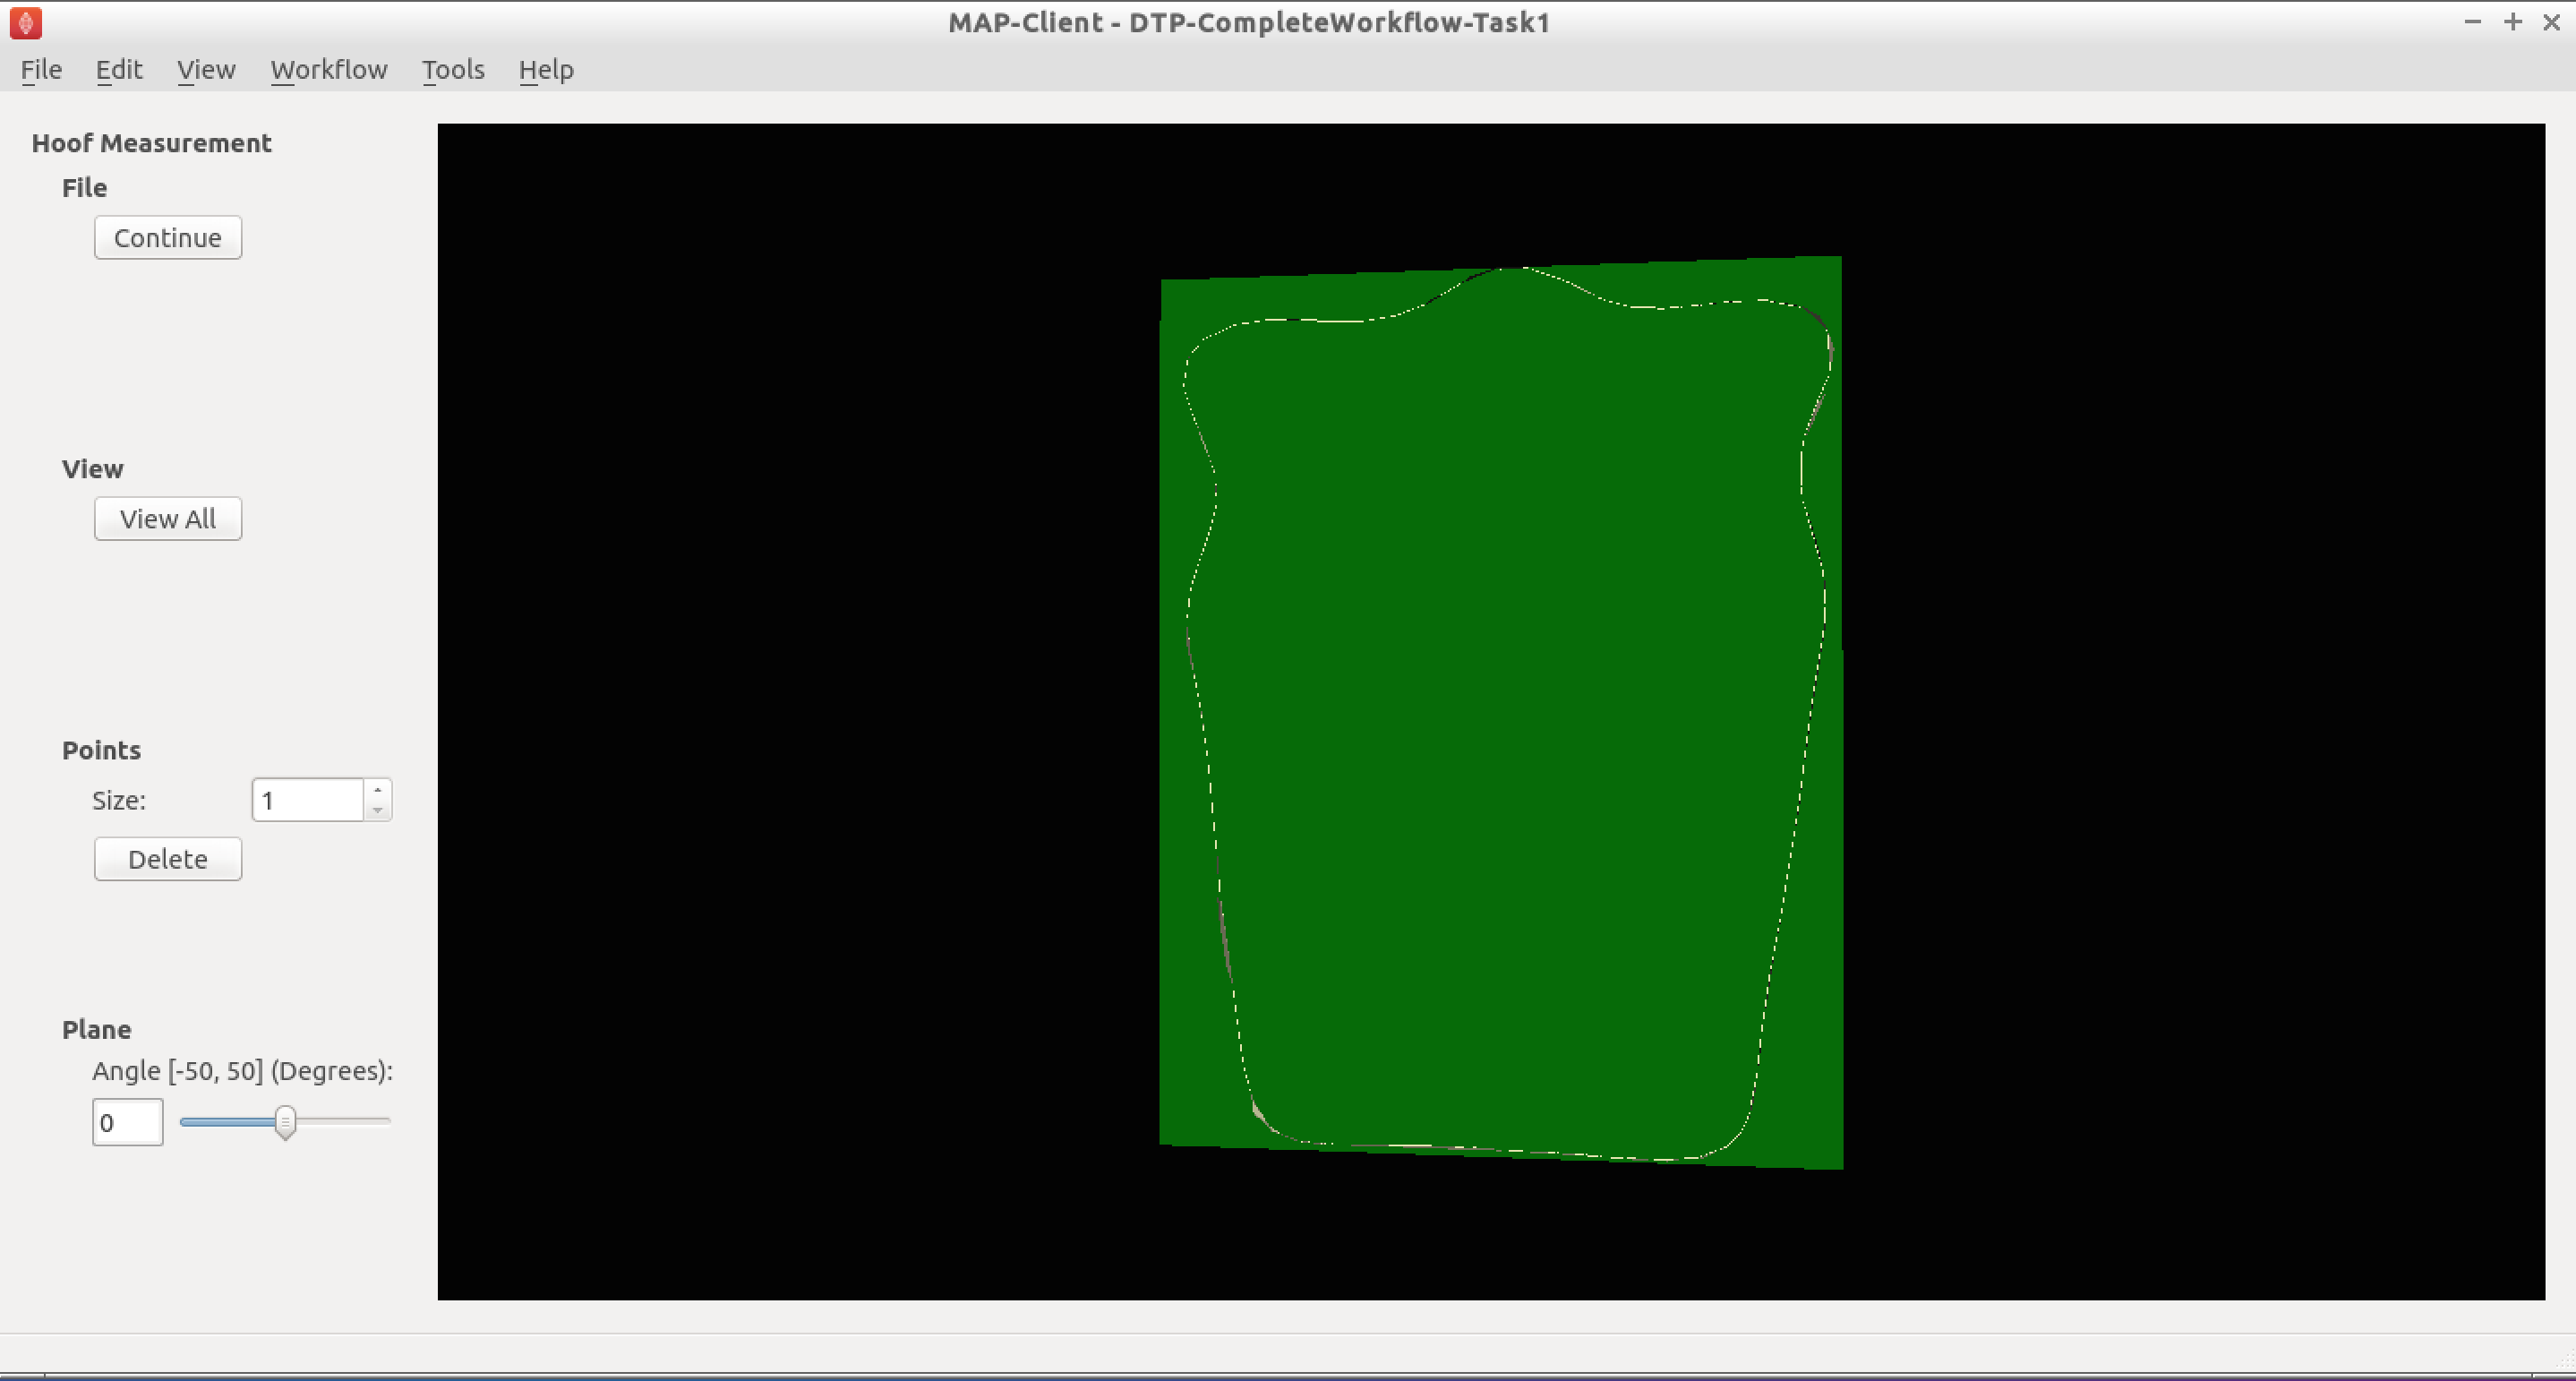 MAP-Client - DTP-CompleteWorkflow-Task1
File Edit View Workflow Tools Help
Hoof Measurement
File
Continue
View
View All
Points
Size: 1
Delete
Plane
Angle [-50, 50] (Degrees):
0